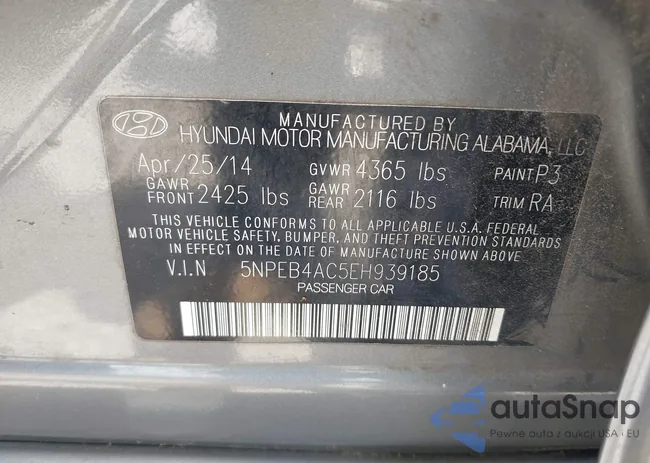 MANUFACTURED BY
HYUNDAI MOTOR MANUFACTURING ALABAMA, LLC
Apr/25/14 GVWR 4365 lbs PAINT P3
GAWR FRONT 2425 lbs GAWR REAR 2116 lbs TRIM RA
THIS VEHICLE CONFORMS TO ALL APPLICABLE U.S.A. FEDERAL
MOTOR VEHICLE SAFETY, BUMPER, AND THEFT PREVENTION STANDARDS
IN EFFECT ON THE DATE OF MANUFACTURE SHOWN ABOVE.
V.I.N 5NPEB4AC5EH939185
PASSENGER CAR
autaSnap
Pewne auta z aukcji USA i EU